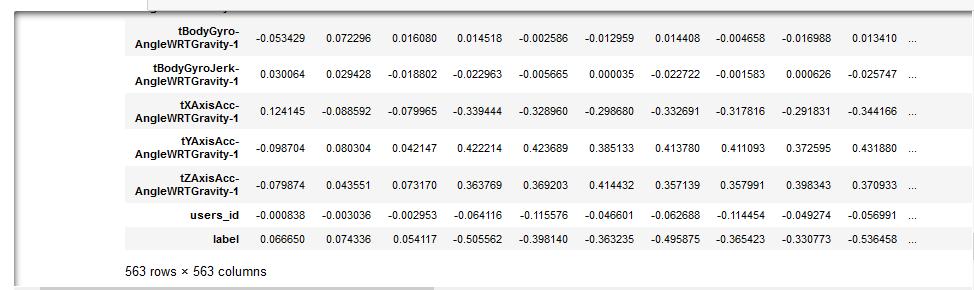 tBodyGyro-
AngleWRTGravity-1 -0.053429 0.072296 0.016080 0.014518 -0.002586 -0.012959 0.014408 -0.004658 -0.016988 0.013410 ...
tBodyGyroJerk-
AngleWRTGravity-1 0.030064 0.029428 -0.018802 -0.022963 -0.005665 0.000035 -0.022722 -0.001583 0.000626 -0.025747 ...
tXAxisAcc-
AngleWRTGravity-1 0.124145 -0.088592 -0.079965 -0.339444 -0.328960 -0.298680 -0.332691 -0.317816 -0.291831 -0.344166 ...
tYAxisAcc-
AngleWRTGravity-1 -0.098704 0.080304 0.042147 0.422214 0.423689 0.385133 0.413780 0.411093 0.372595 0.431880 ...
tZAxisAcc-
AngleWRTGravity-1 -0.079874 0.043551 0.073170 0.363769 0.369203 0.414432 0.357139 0.357991 0.398343 0.370933 ...
users_id -0.000838 -0.003036 -0.002953 -0.064116 -0.115576 -0.046601 -0.062688 -0.114454 -0.049274 -0.056991 ...
label 0.066650 0.074336 0.054117 -0.505562 -0.398140 -0.363235 -0.495875 -0.365423 -0.330773 -0.536458 ...
563 rows × 563 columns